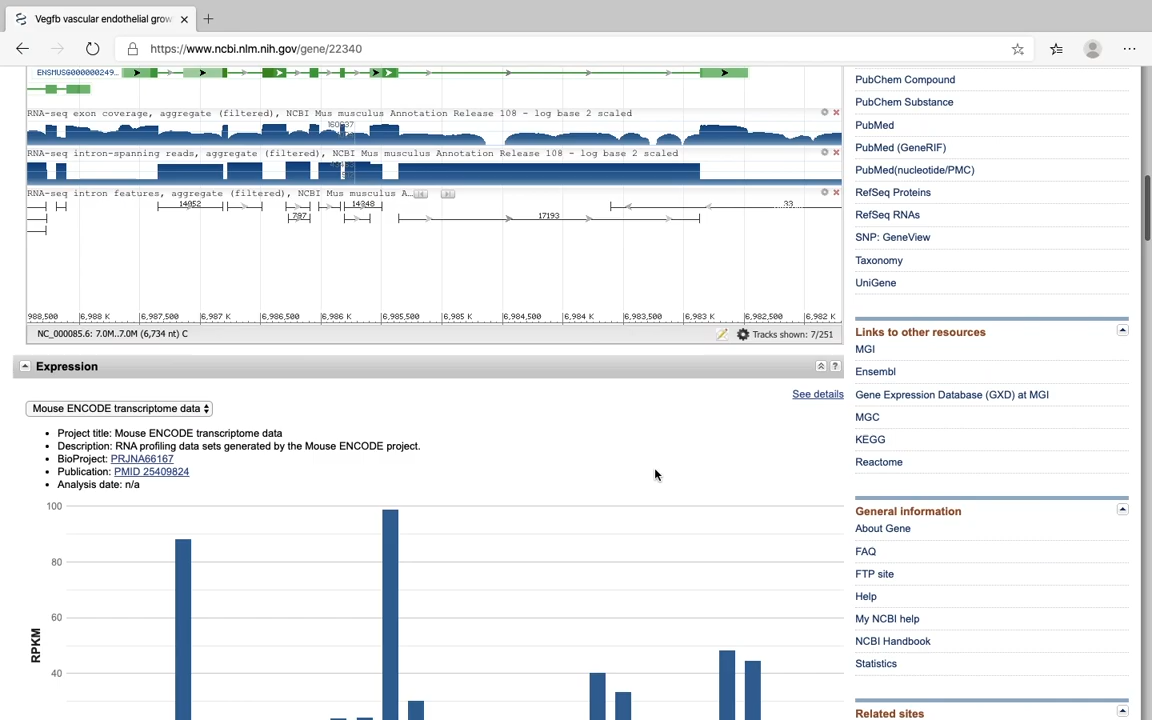 Vegfb vascular endothelial grow
https://www.ncbi.nlm.nih.gov/gene/22340
ENSMUSG000000249...
RNA-seq exon coverage, aggregate (filtered), NCBI Mus musculus Annotation Release 108 - log base 2 scaled
160037
RNA-seq intron-spanning reads, aggregate (filtered), NCBI Mus musculus Annotation Release 108 - log base 2 scaled
RNA-seq intron features, aggregate (filtered), NCBI Mus musculus A...
14052
14348
33
797
17193
988,500
6,988 K
6,987,500
6,987 K
6,986,500
6,986 K
6,985,500
6,985 K
6,984,500
6,984 K
6,983,500
6,983 K
6,982,500
6,982 K
NC_000085.6: 7.0M..7.0M (6,734 nt) C
Tracks shown: 7/251
Expression
See details
Mouse ENCODE transcriptome data
• Project title: Mouse ENCODE transcriptome data
• Description: RNA profiling data sets generated by the Mouse ENCODE project.
• BioProject: PRJNA66167
• Publication: PMID 25409824
• Analysis date: n/a
100
80
60
40
RPKM
PubChem Compound
PubChem Substance
PubMed
PubMed (GeneRIF)
PubMed(nucleotide/PMC)
RefSeq Proteins
RefSeq RNAs
SNP: GeneView
Taxonomy
UniGene
Links to other resources
MGI
Ensembl
Gene Expression Database (GXD) at MGI
MGC
KEGG
Reactome
General information
About Gene
FAQ
FTP site
Help
My NCBI help
NCBI Handbook
Statistics
Related sites